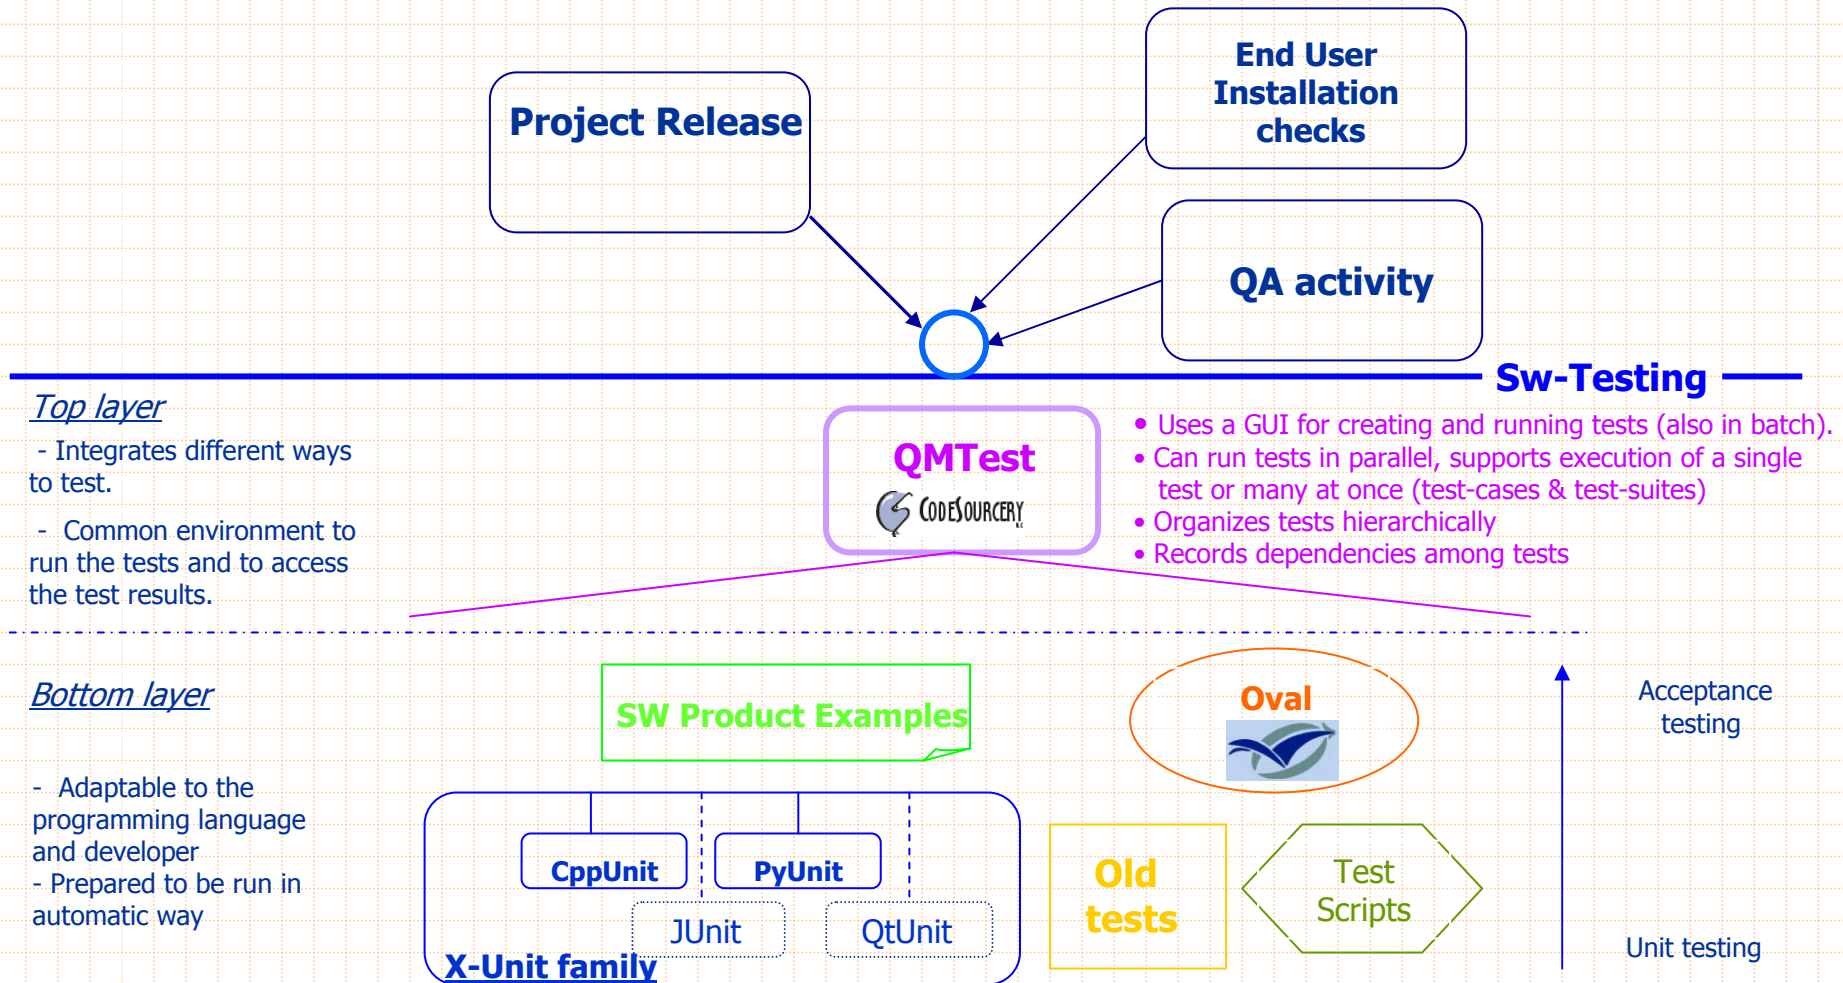 End User
Installation
checks
Project Release
QA activity
Sw-Testing
Top layer
- Integrates different ways
to test.
- Common environment to
run the tests and to access
the test results.
QMTest
CODESOURCERY
• Uses a GUI for creating and running tests (also in batch).
• Can run tests in parallel, supports execution of a single
test or many at once (test-cases & test-suites)
• Organizes tests hierarchically
• Records dependencies among tests
Bottom layer
- Adaptable to the
programming language
and developer
- Prepared to be run in
automatic way
SW Product Examples
Oval
Acceptance
testing
CppUnit
PyUnit
JUnit
QtUnit
X-Unit family
Old
tests
Test
Scripts
Unit testing